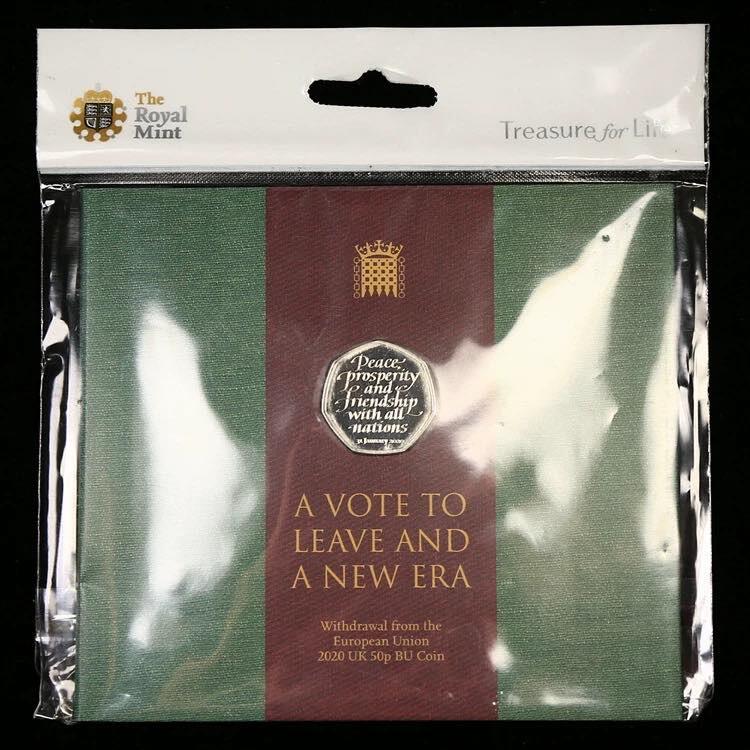 The
Royal
Mint
Treasure for Life
Peace,
prosperity
and
friendship
with all
nations
31 January 2020
A VOTE TO
LEAVE AND
A NEW ERA
Withdrawal from the
European Union
2020 UK 50p BU Coin